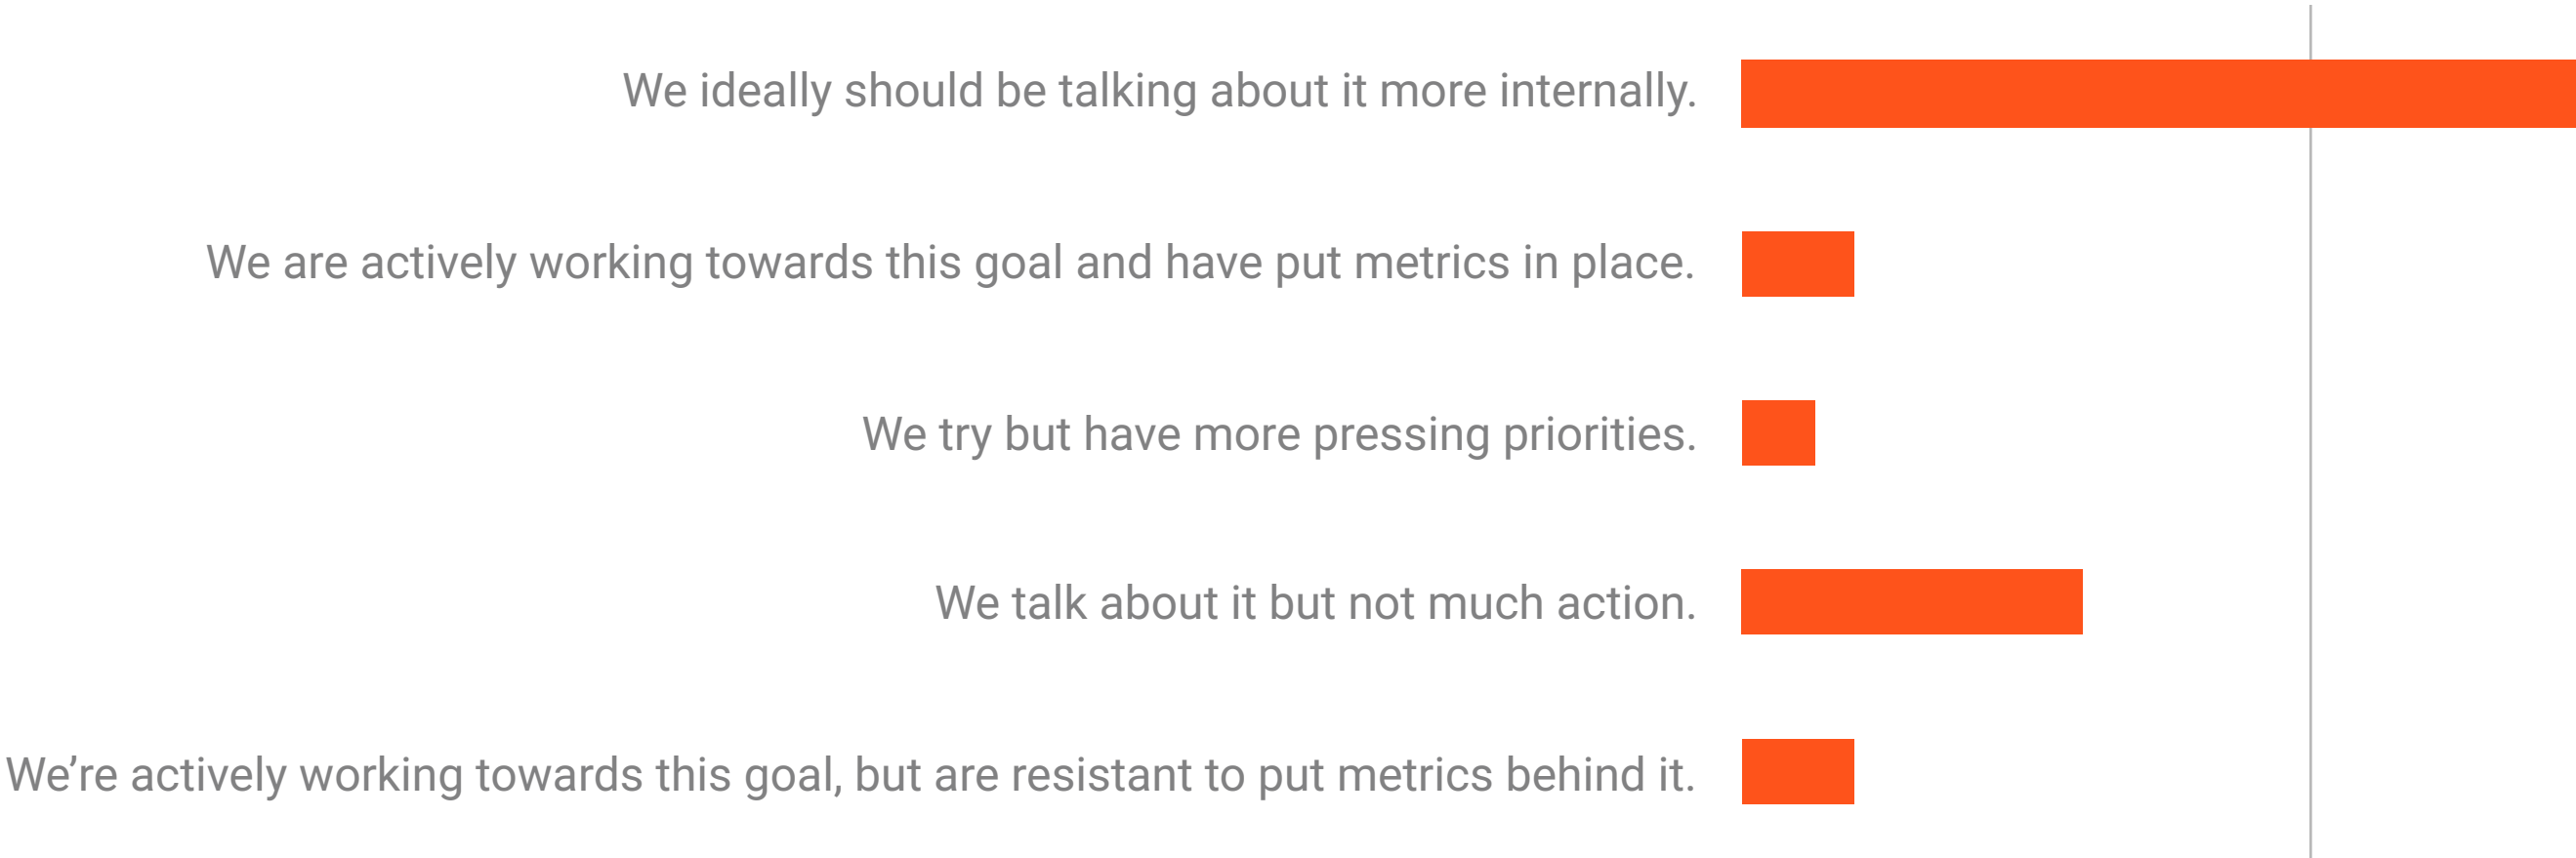 We ideally should be talking about it more internally.
We are actively working towards this goal and have put metrics in place.
We try but have more pressing priorities.
We talk about it but not much action.
We’re actively working towards this goal, but are resistant to put metrics behind it.